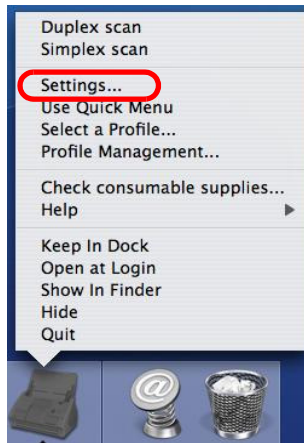 Duplex scan
Simplex scan
Settings...
Use Quick Menu
Select a Profile...
Profile Management...
Check consumable supplies...
Help
Keep In Dock
Open at Login
Show In Finder
Hide
Quit
@